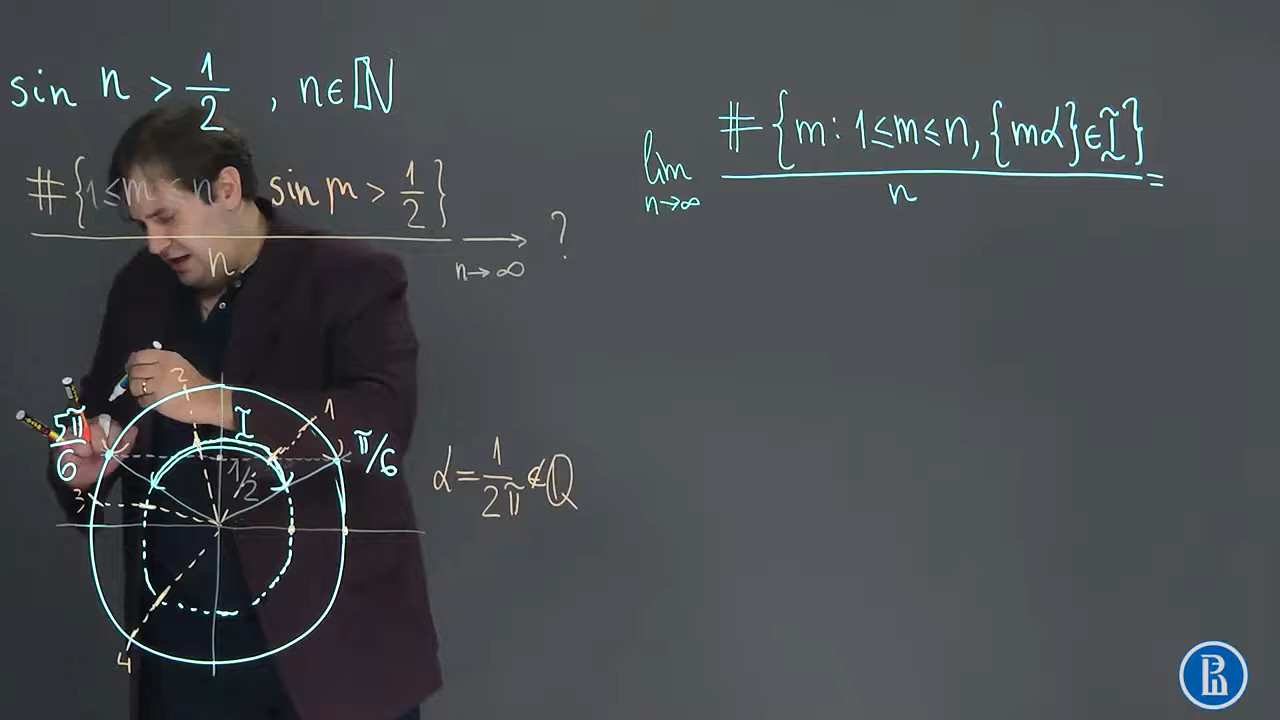 sin n > 1/2 , n∈ℕ
#{1≤m≤n sin m > 1/2}
n
n→∞
?
lim n→∞
#{m: 1≤m≤n, {mα}∈I}
n
=
2
1
5π/6
I
π/6
1/2
3
α = 1/2π ∉ ℚ
4